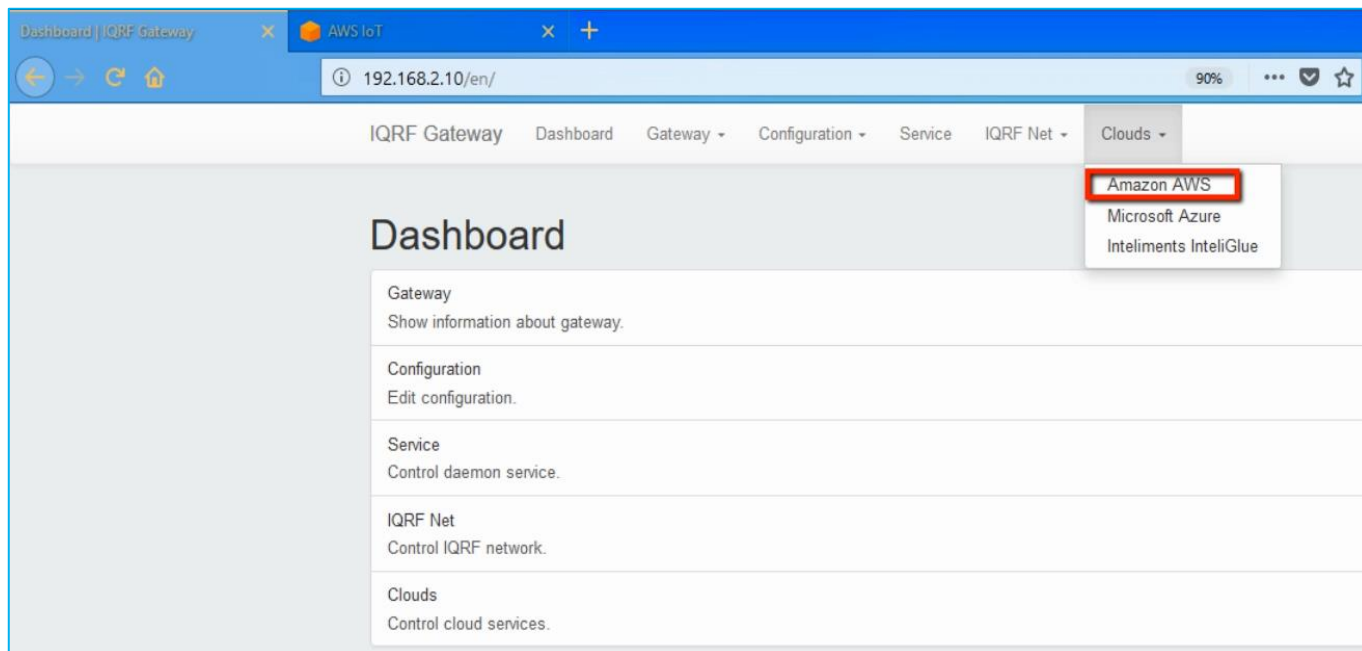 Dashboard | IQRF Gateway AWS IoT
192.168.2.10/en/ 90%
IQRF Gateway Dashboard Gateway Configuration Service IQRF Net Clouds
Amazon AWS
Microsoft Azure
Inteliments InteliGlue
Dashboard
Gateway
Show information about gateway.
Configuration
Edit configuration.
Service
Control daemon service.
IQRF Net
Control IQRF network.
Clouds
Control cloud services.